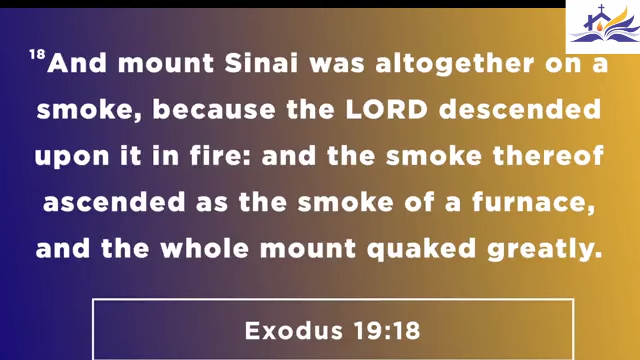 18And mount Sinai was altogether on a
smoke, because the LORD descended
upon it in fire: and the smoke thereof
ascended as the smoke of a furnace,
and the whole mount quaked greatly.
Exodus 19:18